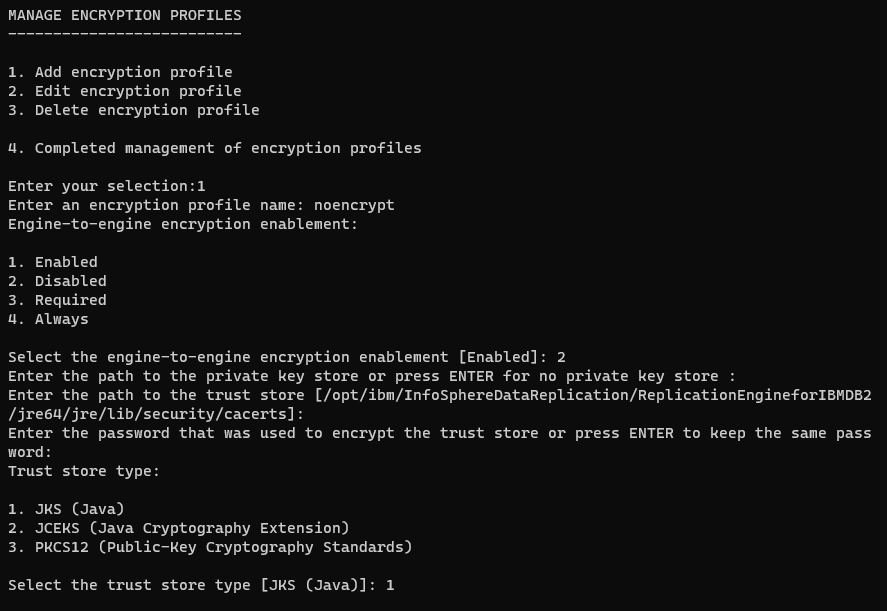 MANAGE ENCRYPTION PROFILES
--------------------------
1. Add encryption profile
2. Edit encryption profile
3. Delete encryption profile
4. Completed management of encryption profiles
Enter your selection:1
Enter an encryption profile name: noencrypt
Engine-to-engine encryption enablement:
1. Enabled
2. Disabled
3. Required
4. Always
Select the engine-to-engine encryption enablement [Enabled]: 2
Enter the path to the private key store or press ENTER for no private key store :
Enter the path to the trust store [/opt/ibm/InfoSphereDataReplication/ReplicationEngineforIBMDB2
/jre64/jre/lib/security/cacerts]:
Enter the password that was used to encrypt the trust store or press ENTER to keep the same pass
word:
Trust store type:
1. JKS (Java)
2. JCEKS (Java Cryptography Extension)
3. PKCS12 (Public-Key Cryptography Standards)
Select the trust store type [JKS (Java)]: 1